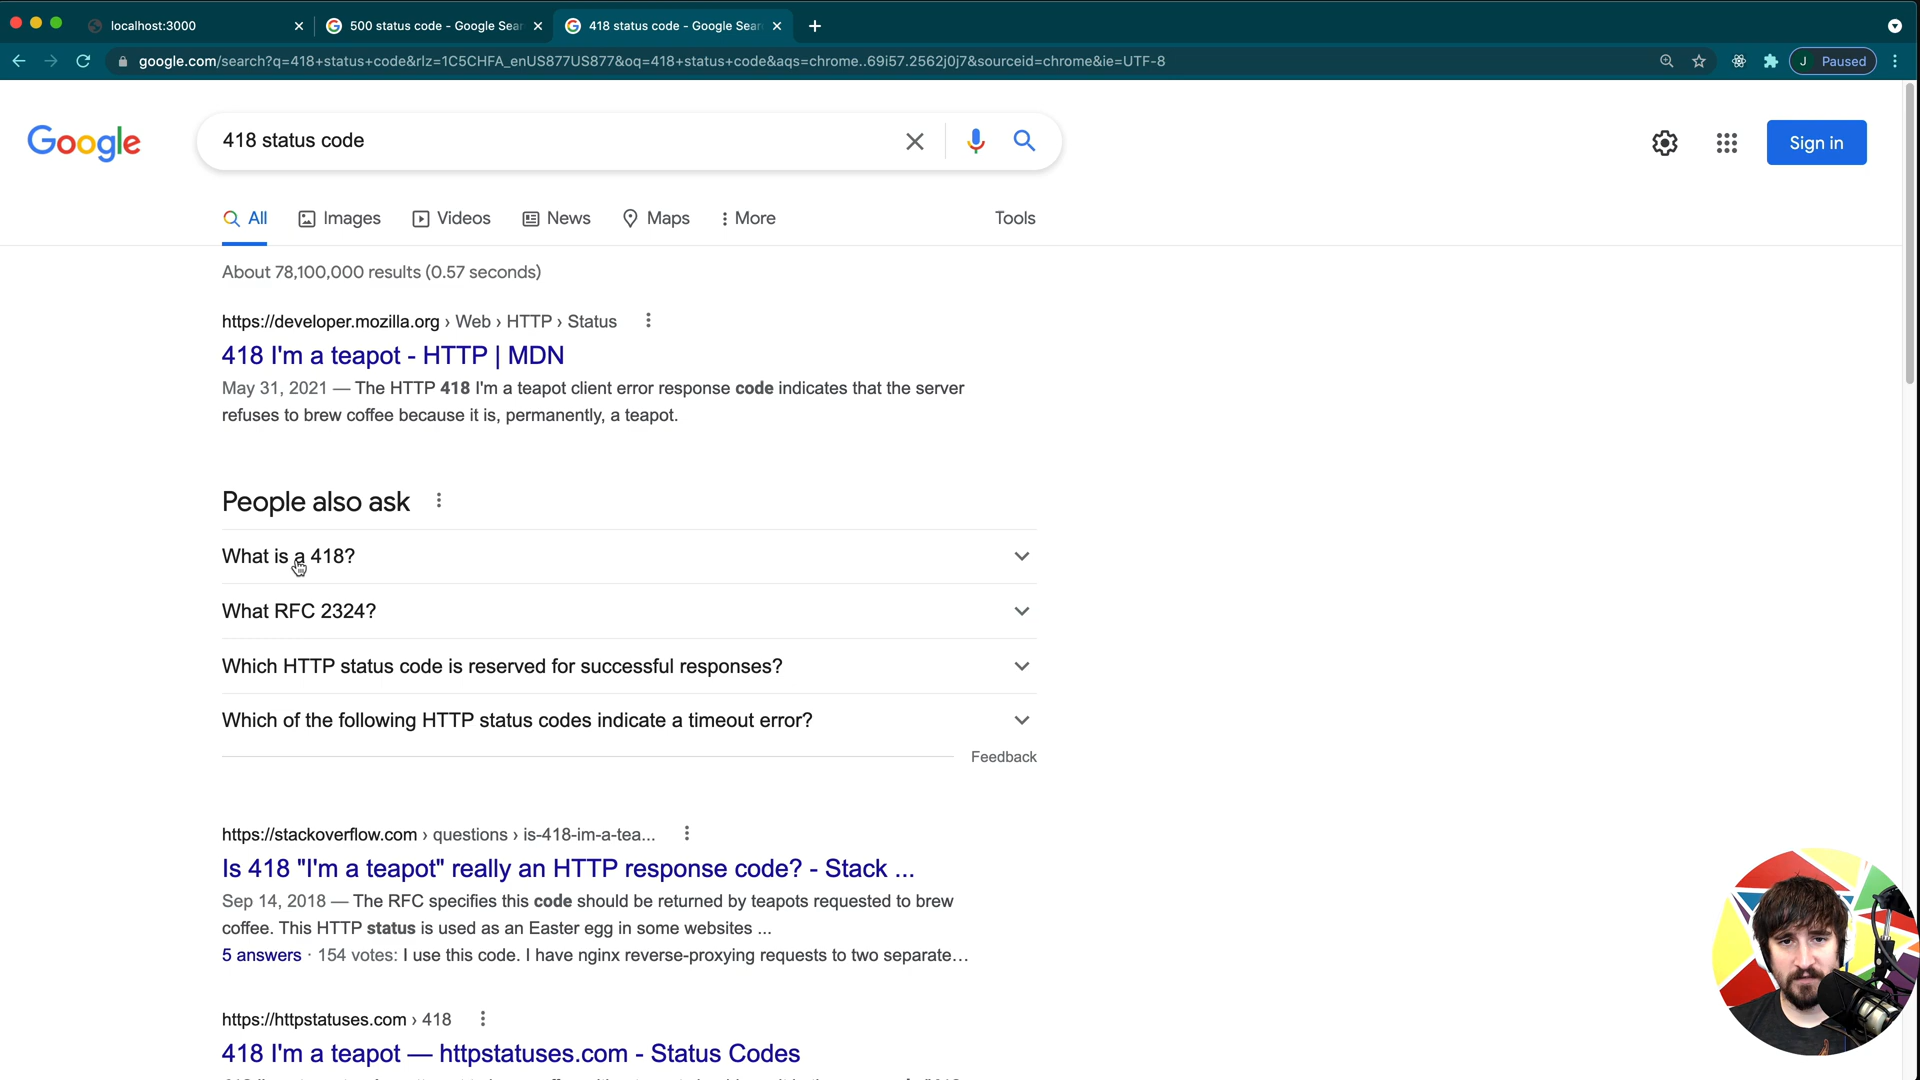 localhost:3000
500 status code - Google Sear
418 status code - Google Sear
google.com/search?q=418+status+code&rlz=1C5CHFA_enUS877US877&oq=418+status+code&aqs=chrome..69i57.2562j0j7&sourceid=chrome&ie=UTF-8
J Paused
Google
418 status code
Sign in
All
Images
Videos
News
Maps
More
Tools
About 78,100,000 results (0.57 seconds)
https://developer.mozilla.org › Web › HTTP › Status
418 I'm a teapot - HTTP | MDN
May 31, 2021 — The HTTP 418 I'm a teapot client error response code indicates that the server
refuses to brew coffee because it is, permanently, a teapot.
People also ask
What is a 418?
What RFC 2324?
Which HTTP status code is reserved for successful responses?
Which of the following HTTP status codes indicate a timeout error?
Feedback
https://stackoverflow.com › questions › is-418-im-a-tea...
Is 418 "I'm a teapot" really an HTTP response code? - Stack ...
Sep 14, 2018 — The RFC specifies this code should be returned by teapots requested to brew
coffee. This HTTP status is used as an Easter egg in some websites ...
5 answers · 154 votes: I use this code. I have nginx reverse-proxying requests to two separate…
https://httpstatuses.com › 418
418 I'm a teapot — httpstatuses.com - Status Codes